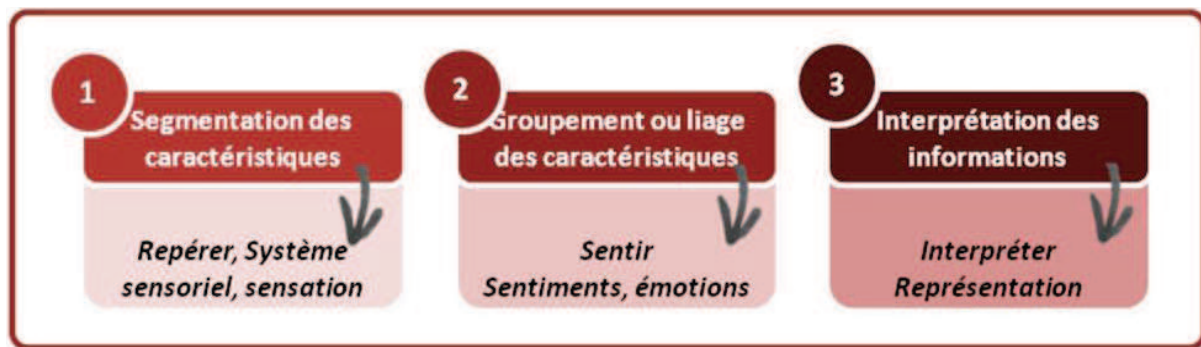 1
Segmentation des
caractéristiques
Repérer, Système
sensoriel, sensation
2
Groupement ou liage
des caractéristiques
Sentir
Sentiments, émotions
3
Interprétation des
informations
Interpréter
Représentation